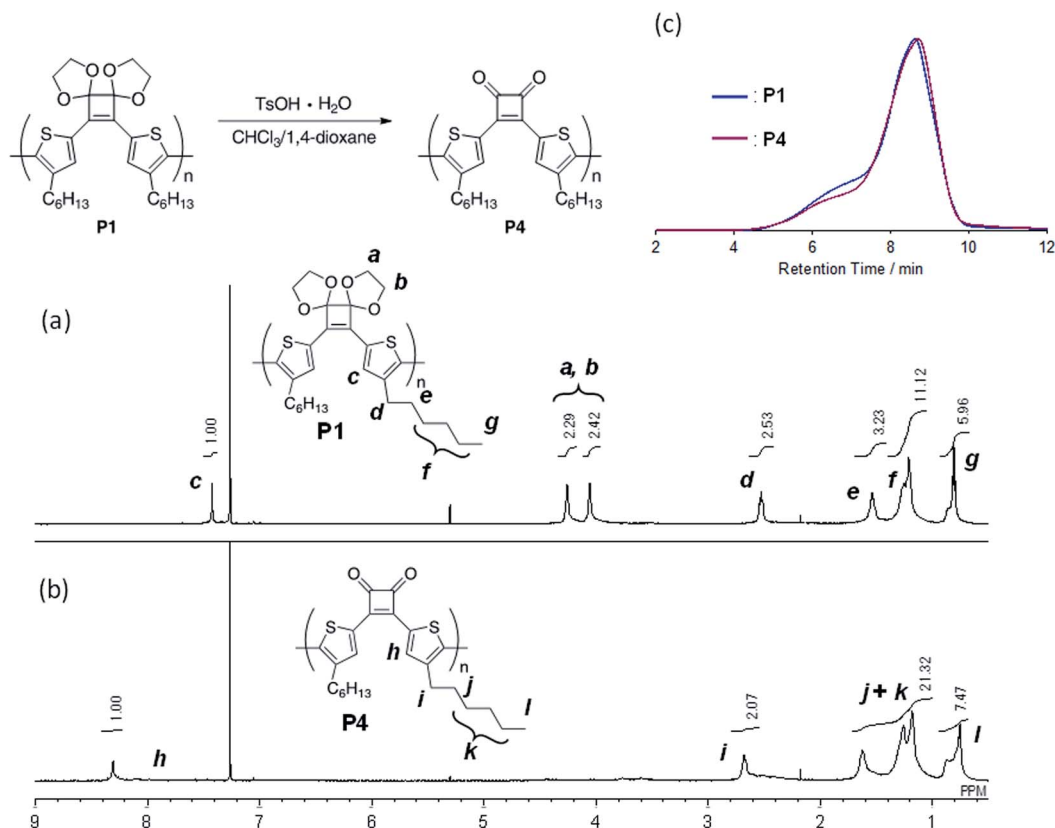 (c)
O O
O O
S S
n
C6H13 C6H13
P1
TsOH • H2O
CHCl3/1,4-dioxane
O O
S S
n
C6H13 C6H13
P4
: P1
: P4
2 4 6 8 10 12
Retention Time / min
(a)
a
b
O O
O O
S S
c
n
C6H13
d
e
f
g
P1
c
1.00
a, b
2.29
2.42
d
2.53
e
3.23
f
11.12
g
5.96
(b)
O O
S S
h
n
C6H13
i
j
k
l
P4
h
1.00
i
2.07
j + k
21.32
l
7.47
PPM
9 8 7 6 5 4 3 2 1